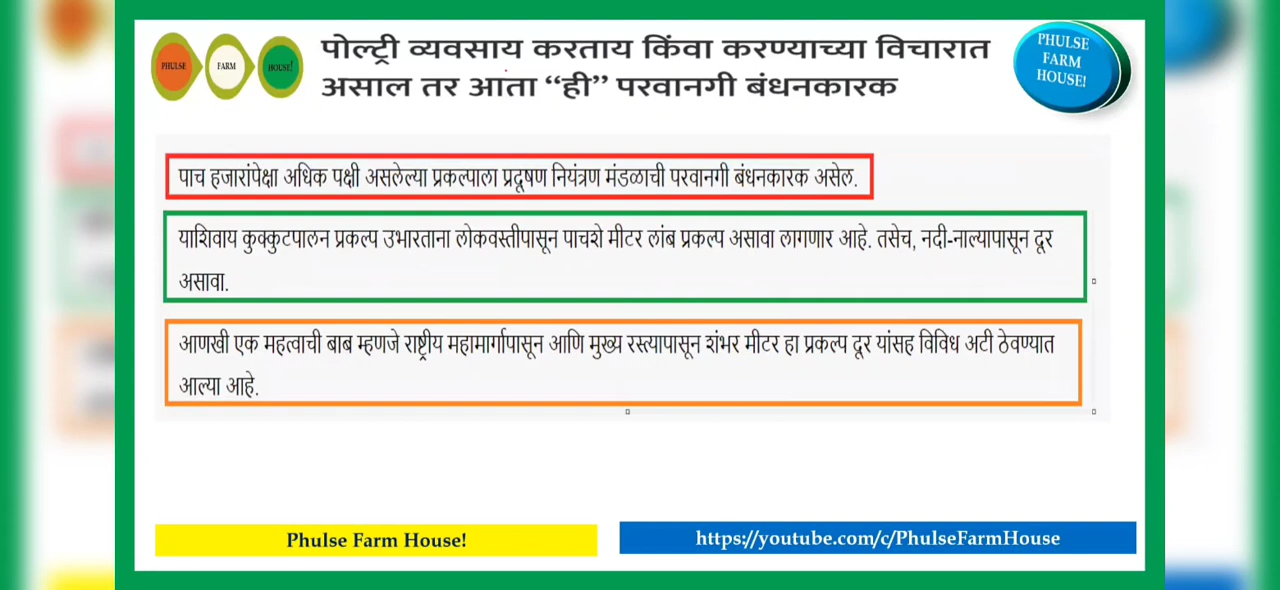 PHULSE
FARM
HOUSE!
पोल्ट्री व्यवसाय करताय किंवा करण्याच्या विचारात
असाल तर आता “ही” परवानगी बंधनकारक
PHULSE
FARM
HOUSE!
पाच हजारांपेक्षा अधिक पक्षी असलेल्या प्रकल्पाला प्रदूषण नियंत्रण मंडळाची परवानगी बंधनकारक असेल.
याशिवाय कुक्कुटपालन प्रकल्प उभारताना लोकवस्तीपासून पाचशे मीटर लांब प्रकल्प असावा लागणार आहे. तसेच, नदी-नाल्यापासून दूर
असावा.
आणखी एक महत्वाची बाब म्हणजे राष्ट्रीय महामार्गापासून आणि मुख्य रस्त्यापासून शंभर मीटर हा प्रकल्प दूर यांसह विविध अटी ठेवण्यात
आल्या आहे.
Phulse Farm House!
https://youtube.com/c/PhulseFarmHouse